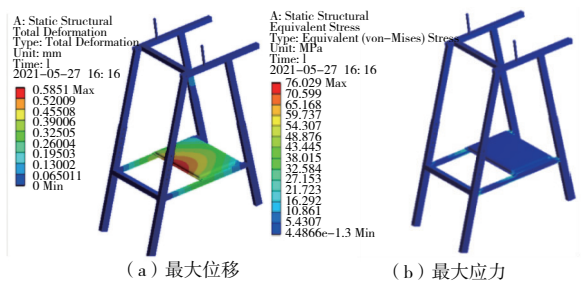 A: Static Structural
Total Deformation
Type: Total Deformation
Unit: mm
Time: 1
2021-05-27 16: 16
0.5851 Max
0.52009
0.45508
0.39006
0.32505
0.26004
0.19503
0.13002
0.065011
0 Min
(a)最大位移
A: Static Structural
Equivalent Stress
Type: Equivalent (von-Mises) Stress
Unit: MPa
Time: 1
2021-05-27 16: 16
76.029 Max
70.599
65.168
59.737
54.307
48.876
43.445
38.015
32.584
27.153
21.723
16.292
10.861
5.4307
4.4866e-1.3 Min
(b)最大应力